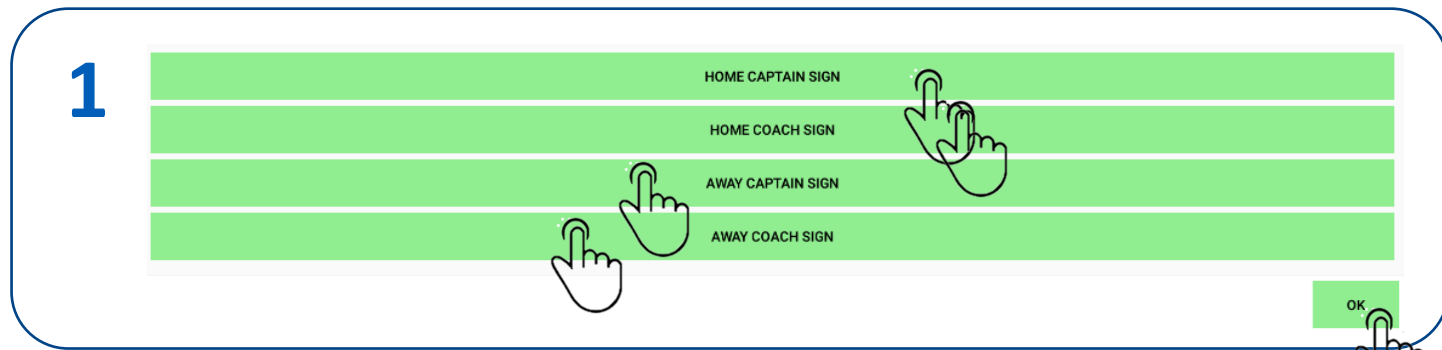 1
HOME CAPTAIN SIGN
HOME COACH SIGN
AWAY CAPTAIN SIGN
AWAY COACH SIGN
OK